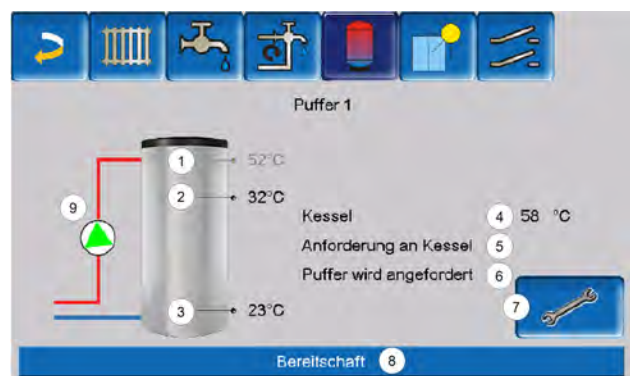 Puffer 1
1 52°C
2 32°C
9
Kessel 4 58 °C
Anforderung an Kessel 5
Puffer wird angefordert 6
3 23°C
7
Bereitschaft 8